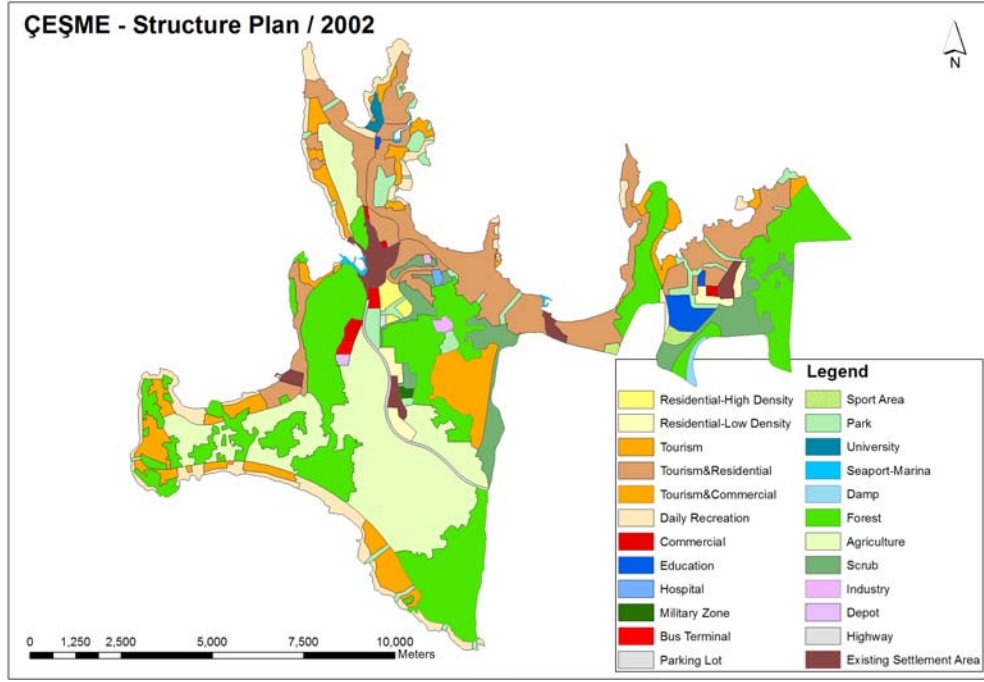 ÇEŞME - Structure Plan / 2002
N
Legend
Residential-High Density
Residential-Low Density
Tourism
Tourism&Residential
Tourism&Commercial
Daily Recreation
Commercial
Education
Hospital
Military Zone
Bus Terminal
Parking Lot
Sport Area
Park
University
Seaport-Marina
Damp
Forest
Agriculture
Scrub
Industry
Depot
Highway
Existing Settlement Area
0 1,250 2,500 5,000 7,500 10,000
Meters